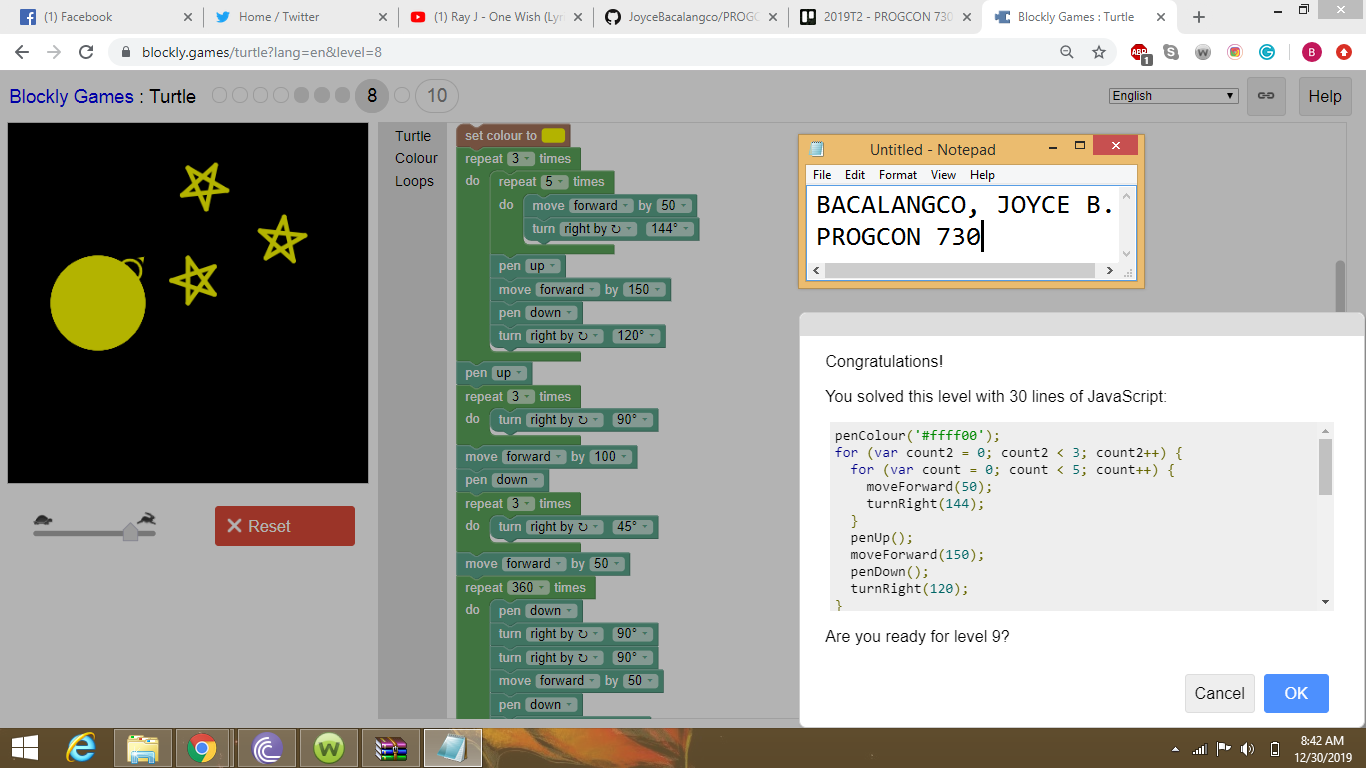 (1) Facebook
Home / Twitter
(1) Ray J - One Wish (Lyr
JoyceBacalangco/PROGC
2019T2 - PROGCON 730
Blockly Games : Turtle
blockly.games/turtle?lang=en&level=8
ABP
1
B
Blockly Games : Turtle
8
10
English
Help
Turtle
Colour
Loops
set colour to
repeat 3 times
do
repeat 5 times
do
move forward by 50
turn right by ↻ 144°
pen up
move forward by 150
pen down
turn right by ↻ 120°
pen up
repeat 3 times
do
turn right by ↻ 90°
move forward by 100
pen down
repeat 3 times
do
turn right by ↻ 45°
move forward by 50
repeat 360 times
do
pen down
turn right by ↻ 90°
turn right by ↻ 90°
move forward by 50
pen down
Reset
Untitled - Notepad
File Edit Format View Help
BACALANGCO, JOYCE B.
PROGCON 730
Congratulations!
You solved this level with 30 lines of JavaScript:
penColour('#ffff00');
for (var count2 = 0; count2 < 3; count2++) {
for (var count = 0; count < 5; count++) {
moveForward(50);
turnRight(144);
}
penUp();
moveForward(150);
penDown();
turnRight(120);
}
Are you ready for level 9?
Cancel
OK
8:42 AM
12/30/2019